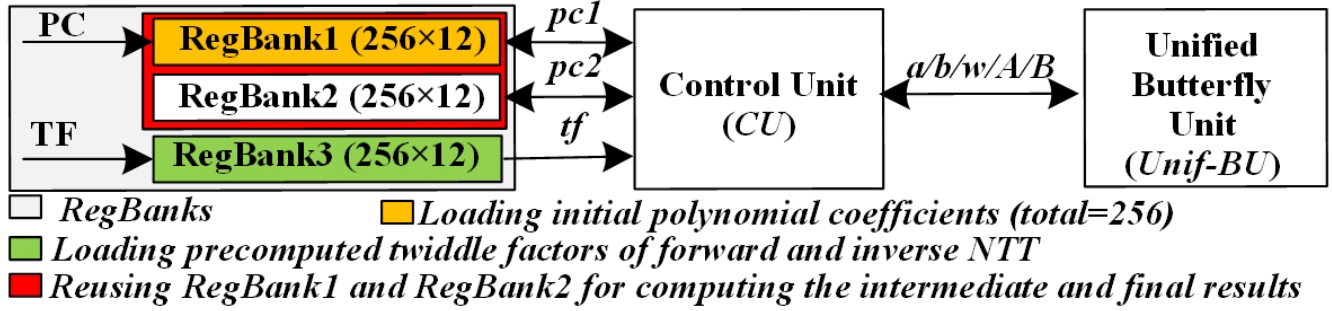 PC
RegBank1 (256×12)
pc1
RegBank2 (256×12)
pc2
TF
RegBank3 (256×12)
tf
Control Unit
(CU)
a/b/w/A/B
Unified
Butterfly
Unit
(Unif-BU)
RegBanks
Loading initial polynomial coefficients (total=256)
Loading precomputed twiddle factors of forward and inverse NTT
Reusing RegBank1 and RegBank2 for computing the intermediate and final results